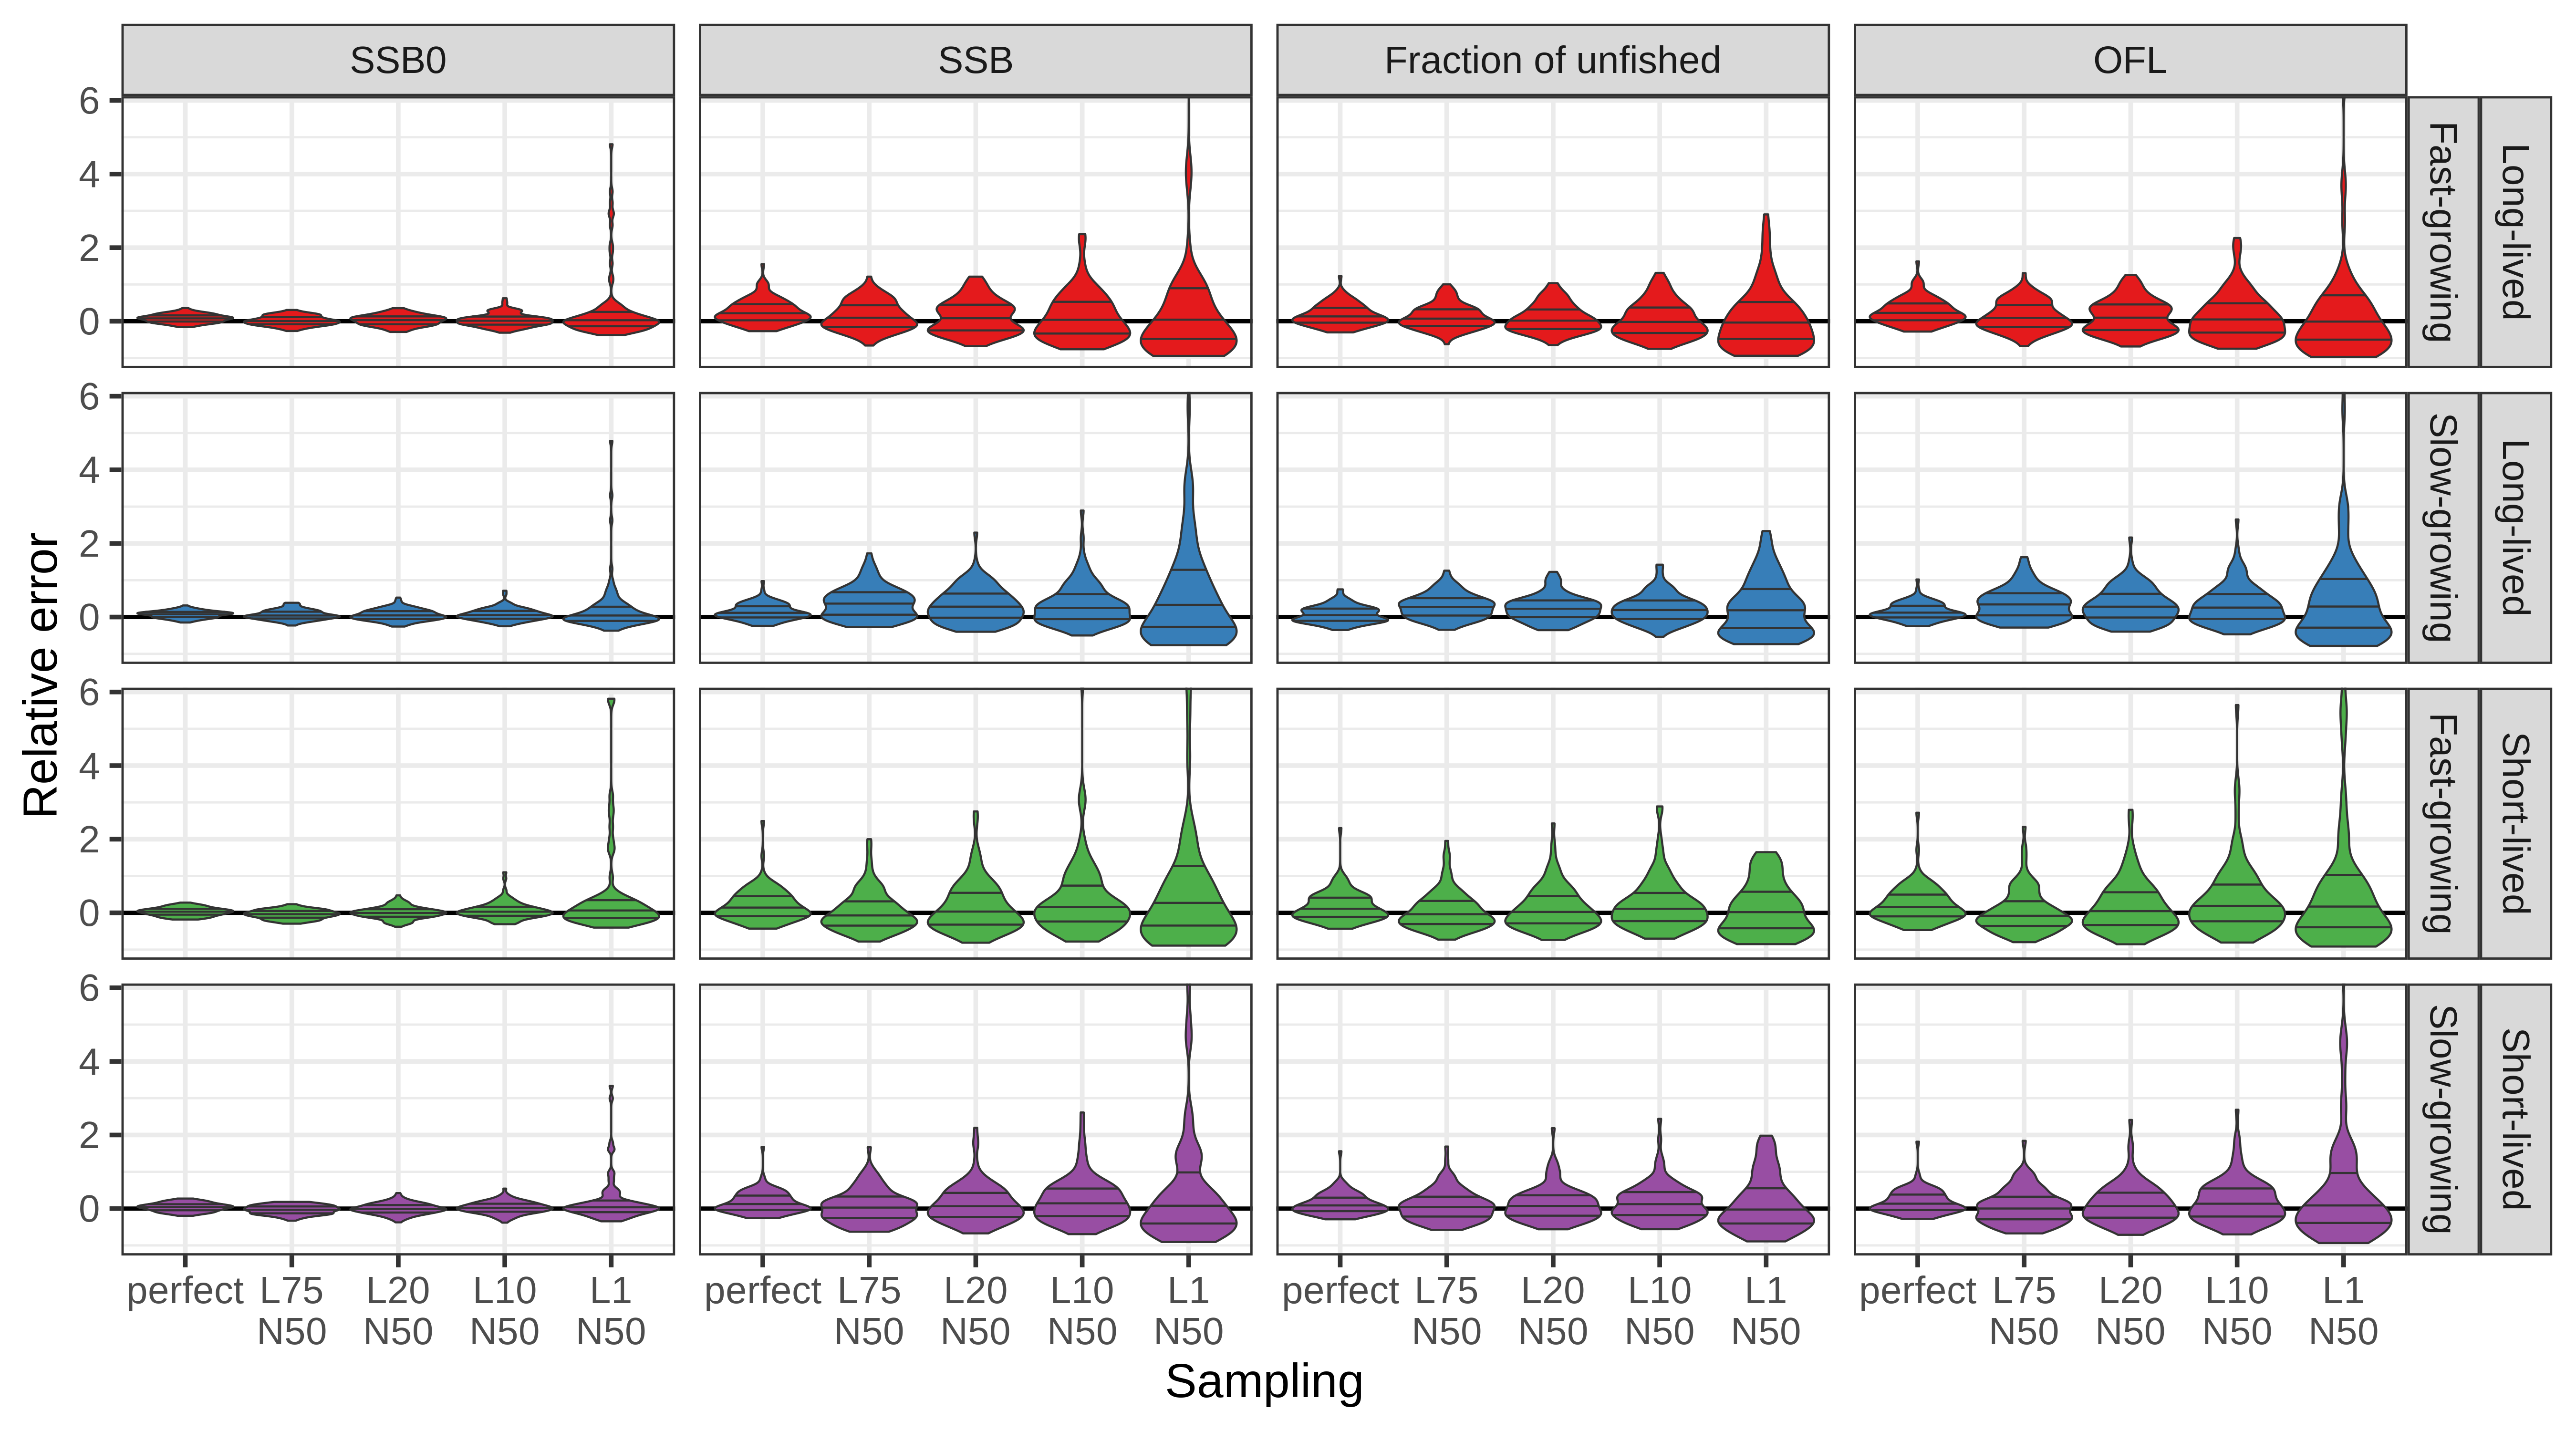 SSB0 SSB Fraction of unfished OFL
Relative error
6
4
2
0
Fast-growing
Long-lived
6
4
2
0
Slow-growing
Long-lived
6
4
2
0
Fast-growing
Short-lived
6
4
2
0
Slow-growing
Short-lived
perfect L75 L20 L10 L1 perfect L75 L20 L10 L1 perfect L75 L20 L10 L1 perfect L75 L20 L10 L1
N50 N50 N50 N50 N50 N50 N50 N50 N50 N50 N50 N50 N50 N50 N50 N50
Sampling